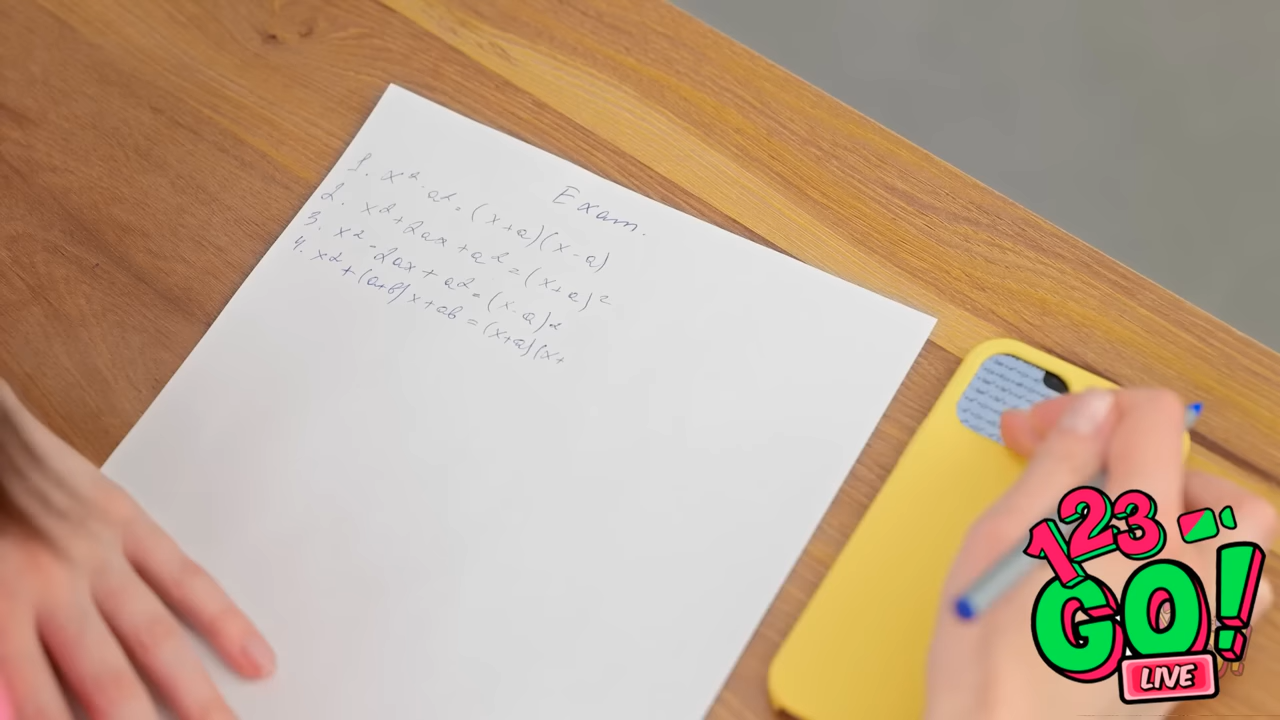 Exam.
1. x²-a² = (x+a)(x-a)
2. x²+2ax+a² = (x+a)²
3. x²-2ax+a² = (x-a)²
4. x²
+(a+b)x+ab = (x+a)(x+
123
GO!
LIVE